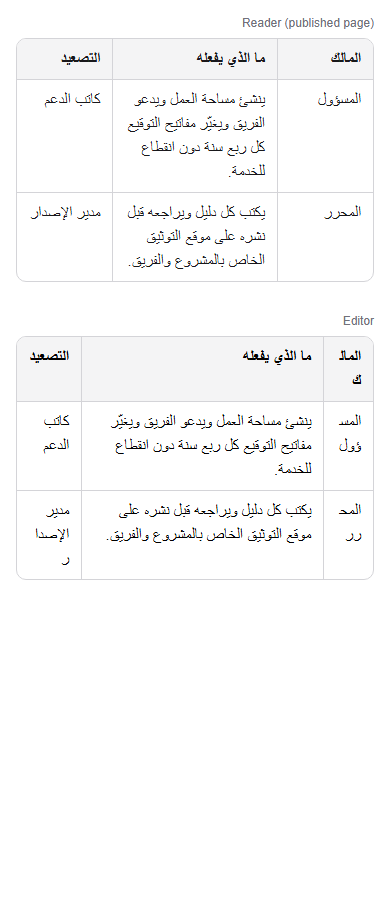 Reader (published page)
المالك ما الذي يفعله التصعيد
المسؤول ينشئ مساحة العمل ويدعو كاتب الدعم
الفريق ويغيّر مفاتيح التوقيع
كل ربع سنة دون انقطاع
للخدمة.
المحرر يكتب كل دليل ويراجعه قبل مدير الإصدار
نشره على موقع التوثيق
الخاص بالمشروع والفريق.
Editor
المال ما الذي يفعله التصعيد
ك
المس ينشئ مساحة العمل ويدعو الفريق ويغيّر كاتب
ؤول مفاتيح التوقيع كل ربع سنة دون انقطاع الدعم
للخدمة.
المح يكتب كل دليل ويراجعه قبل نشره على مدير
رر موقع التوثيق الخاص بالمشروع والفريق. الإصدا
ر